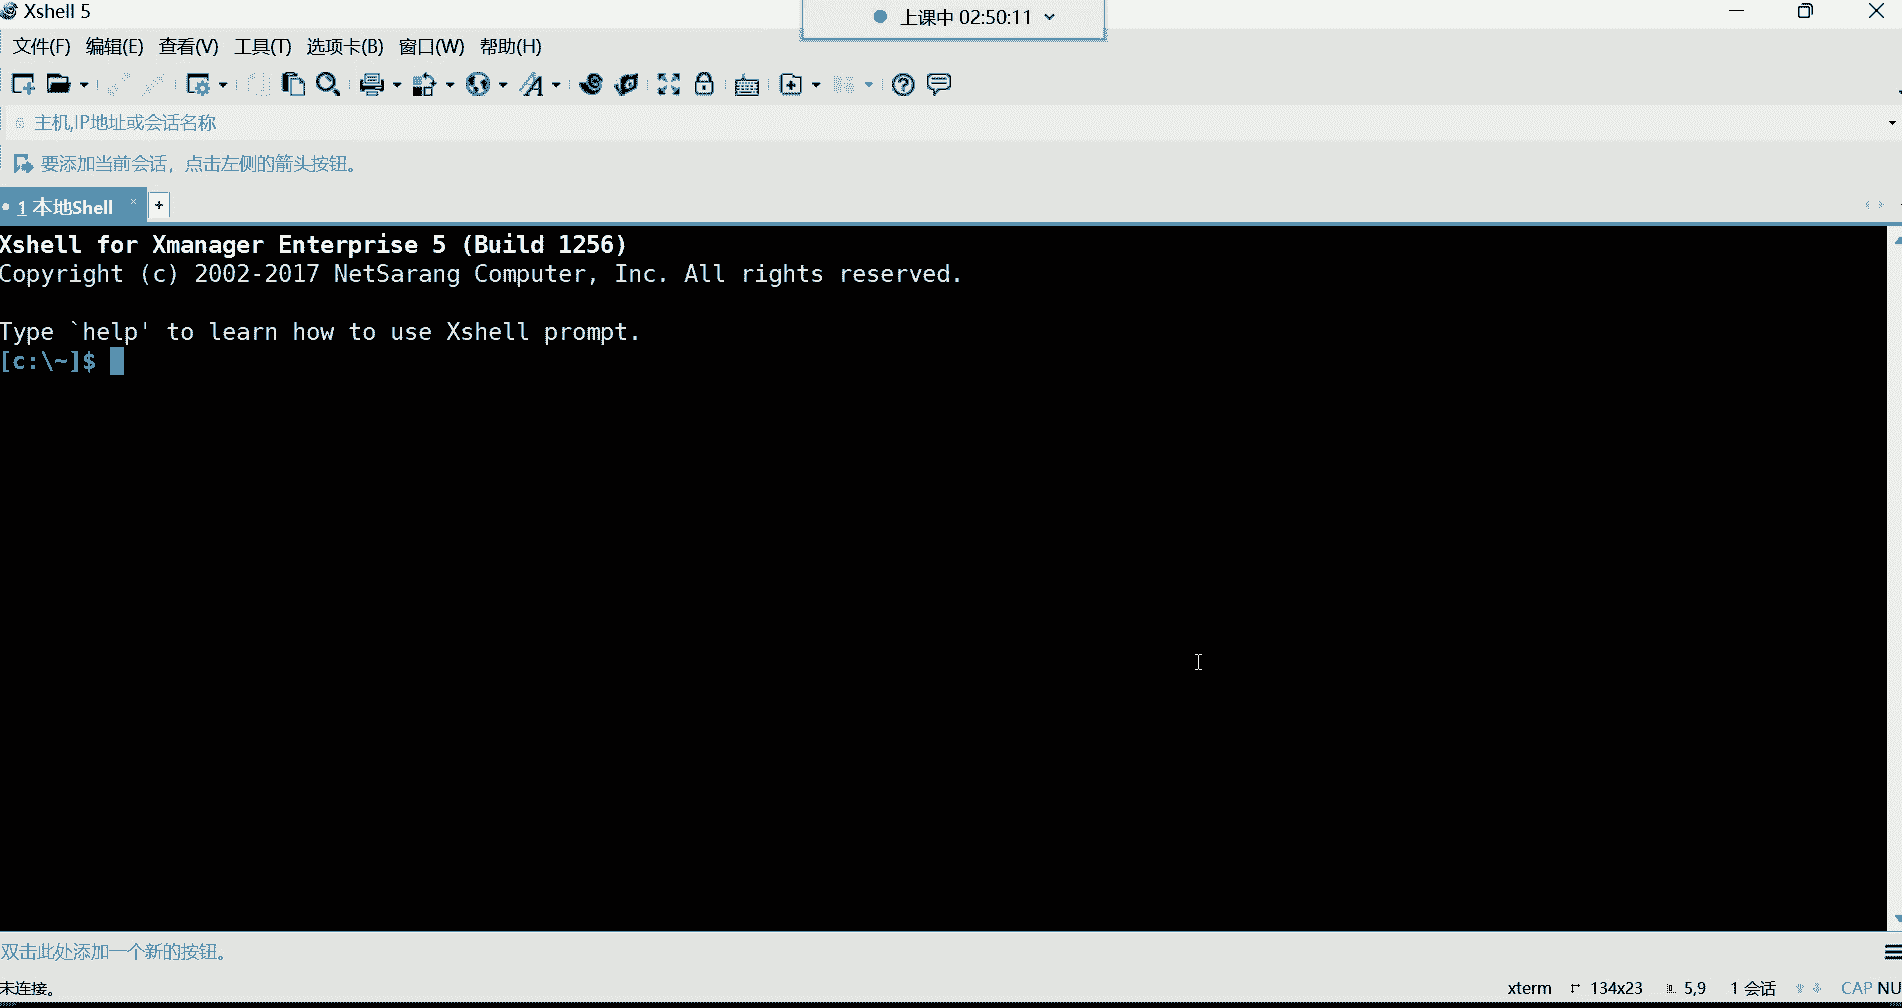 Xshell 5
上课中 02:50:11
文件(F) 编辑(E) 查看(V) 工具(T) 选项卡(B) 窗口(W) 帮助(H)
主机,IP地址或会话名称
要添加当前会话，点击左侧的箭头按钮。
1 本地Shell
Xshell for Xmanager Enterprise 5 (Build 1256)
Copyright (c) 2002-2017 NetSarang Computer, Inc. All rights reserved.
Type `help' to learn how to use Xshell prompt.
[c:\~]$
双击此处添加一个新的按钮。
未连接。
xterm 134x23 5,9 1 会话 CAP NU